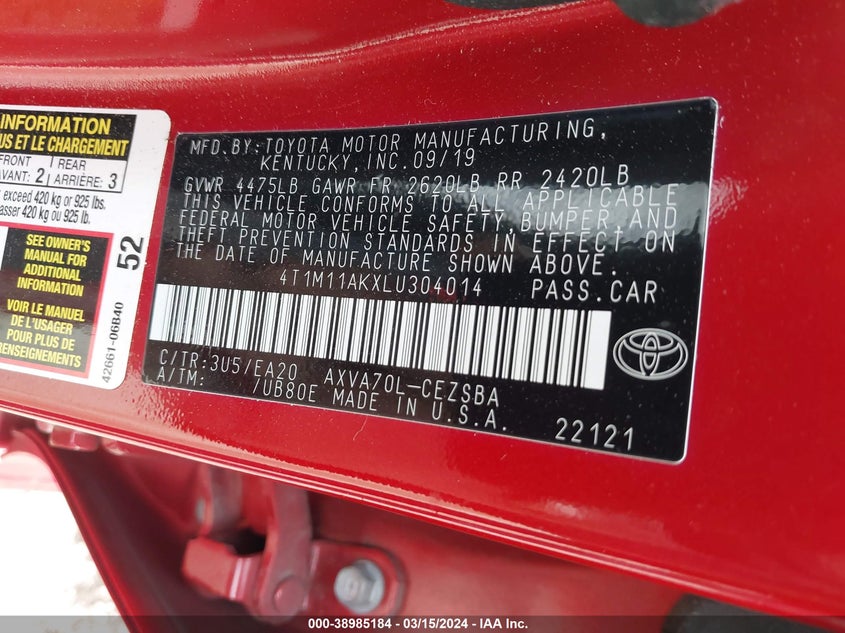 INFORMATION
US ET LE CHARGEMENT
FRONT REAR
AVANT: 2 ARRIÈRE: 3
exceed 420 kg or 925 lbs.
passer 420 kg ou 925 lb.
SEE OWNER'S
MANUAL FOR
ADDITIONAL
INFORMATION
VOIR LE MANUEL
DE L'USAGER
POUR PLUS DE
RENSEIGNEMENTS
52
42661-06B40
MFD. BY: TOYOTA MOTOR MANUFACTURING,
KENTUCKY, INC. 09/19
GVWR 4475LB GAWR FR 2620LB RR 2420LB
THIS VEHICLE CONFORMS TO ALL APPLICABLE
FEDERAL MOTOR VEHICLE SAFETY, BUMPER, AND
THEFT PREVENTION STANDARDS IN EFFECT ON
THE DATE OF MANUFACTURE SHOWN ABOVE.
4T1M11AKXLU304014 PASS.CAR
C/TR: 3U5/EA20 AXVA70L-CEZSBA
A/TM: /UB80E MADE IN U.S.A.
TOYOTA
22121
000-38985184 - 03/15/2024 - IAA Inc.